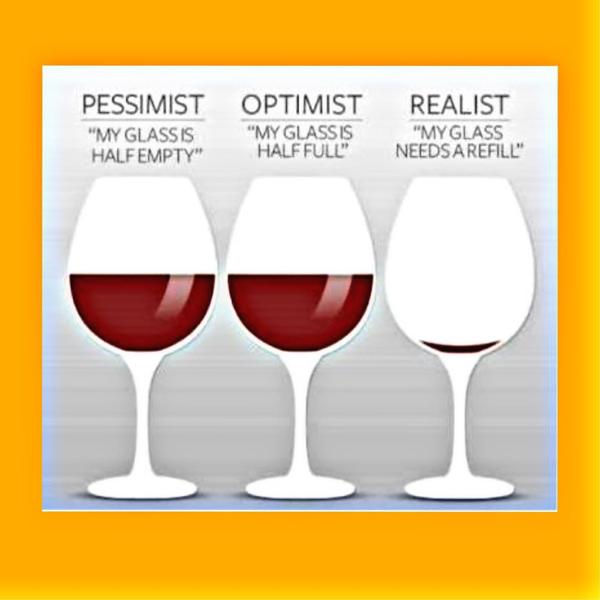 PESSIMIST
"MY GLASS IS
HALF EMPTY"
OPTIMIST
"MY GLASS IS
HALF FULL"
REALIST
"MY GLASS
NEEDS A REFILL"